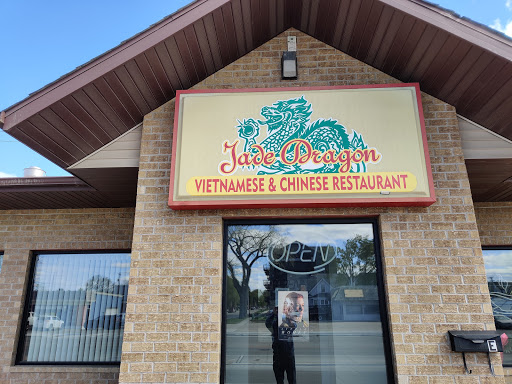 Jade Dragon
VIETNAMESE & CHINESE RESTAURANT
OPEN
E